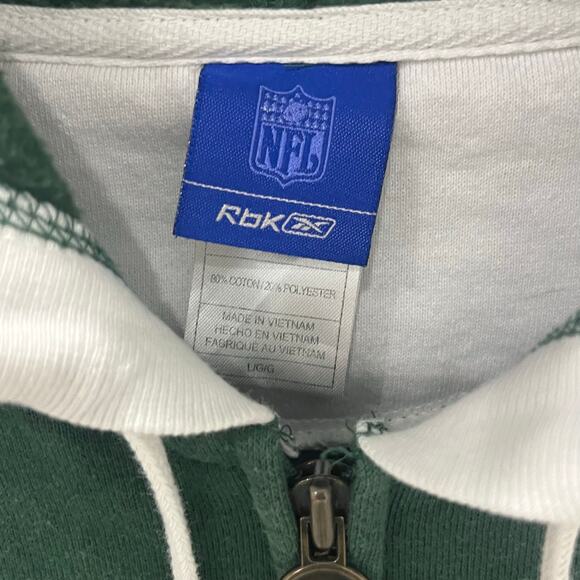 NFL
Rbk
80% COTON / 20% POLYESTER
MADE IN VIETNAM
HECHO EN VIETNAM
FABRIQUE AU VIETNAM
L/G/G